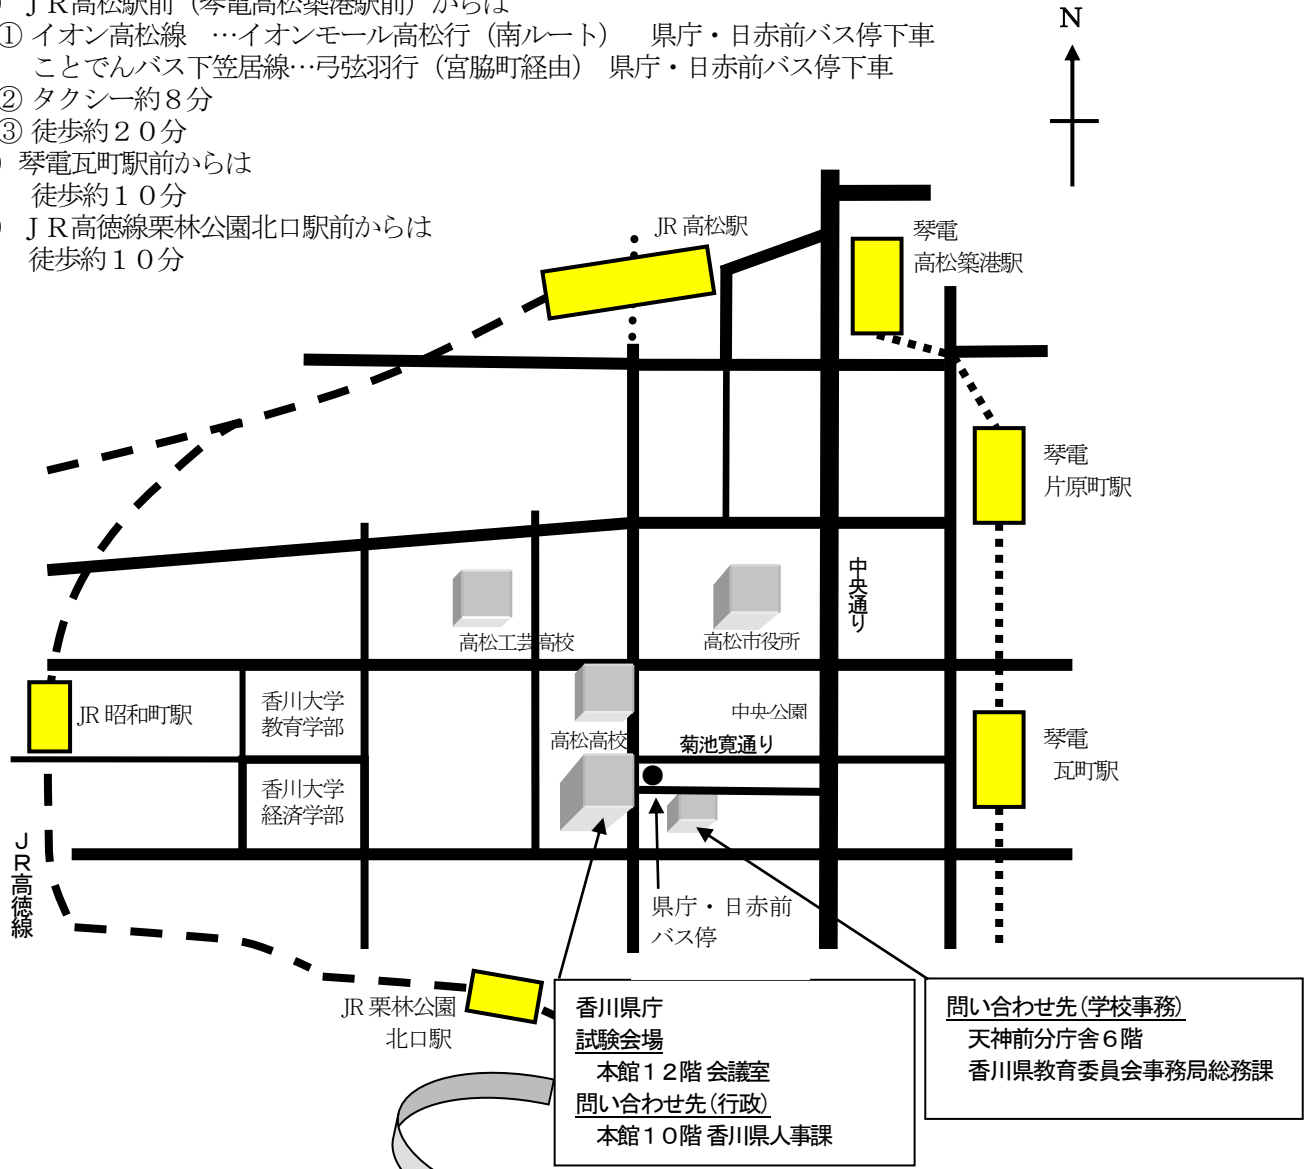 ）ＪＲ高松駅前（琴電高松築港駅前）からは
① イオン高松線　…イオンモール高松行（南ルート）　県庁・日赤前バス停下車
ことでんバス下笠居線…弓弦羽行（宮脇町経由）　県庁・日赤前バス停下車
② タクシー約８分
③ 徒歩約２０分
）琴電瓦町駅前からは
徒歩約１０分
）ＪＲ高徳線栗林公園北口駅前からは
徒歩約１０分
N
JR 高松駅
琴電
高松築港駅
琴電
片原町駅
中央通り
高松工芸高校
高松市役所
JR 昭和町駅
香川大学
教育学部
中央公園
高松高校
菊池寛通り
琴電
瓦町駅
香川大学
経済学部
ＪＲ高徳線
県庁・日赤前
バス停
JR 栗林公園
北口駅
香川県庁
試験会場
本館１２階 会議室
問い合わせ先（行政）
本館１０階 香川県人事課
問い合わせ先（学校事務）
天神前分庁舎６階
香川県教育委員会事務局総務課